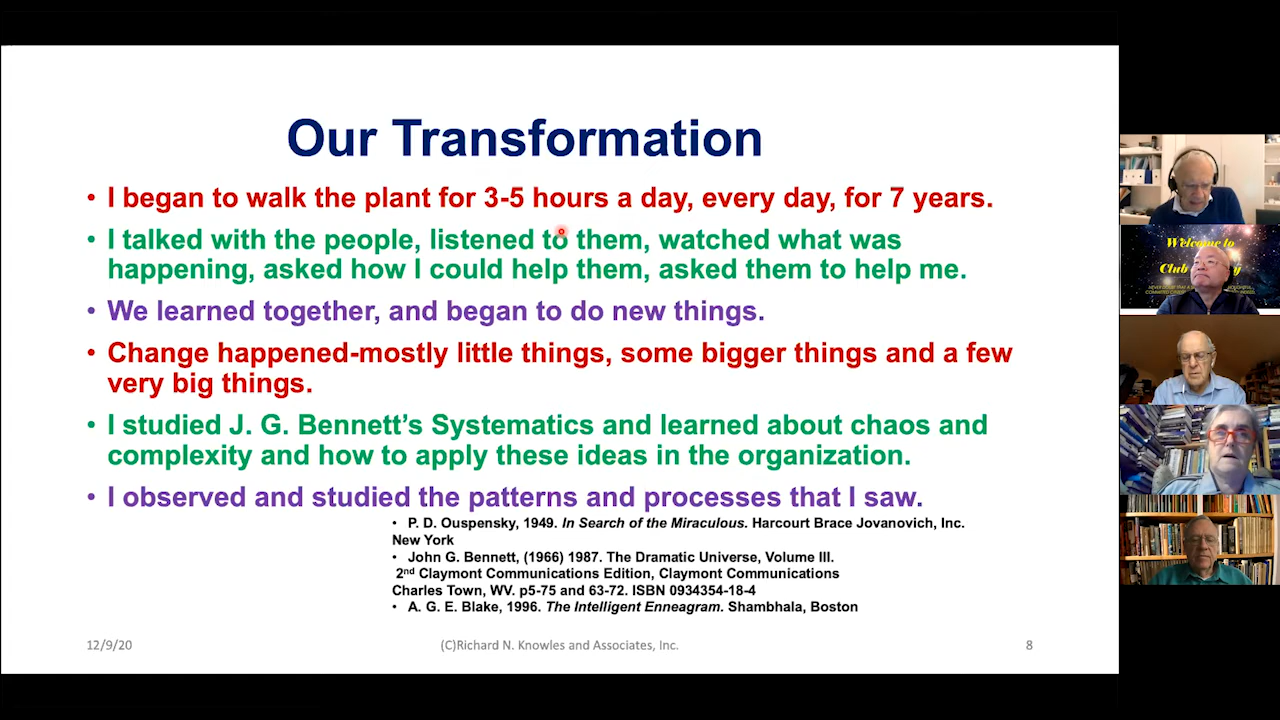 Our Transformation
• I began to walk the plant for 3-5 hours a day, every day, for 7 years.
• I talked with the people, listened to them, watched what was
happening, asked how I could help them, asked them to help me.
• We learned together, and began to do new things.
• Change happened-mostly little things, some bigger things and a few
very big things.
• I studied J. G. Bennett’s Systematics and learned about chaos and
complexity and how to apply these ideas in the organization.
• I observed and studied the patterns and processes that I saw.
• P. D. Ouspensky, 1949. In Search of the Miraculous. Harcourt Brace Jovanovich, Inc.
New York
• John G. Bennett, (1966) 1987. The Dramatic Universe, Volume III.
2nd Claymont Communications Edition, Claymont Communications
Charles Town, WV. p5-75 and 63-72. ISBN 0934354-18-4
• A. G. E. Blake, 1996. The Intelligent Enneagram. Shambhala, Boston
12/9/20
(C)Richard N. Knowles and Associates, Inc.
8
Welcome to
Club
NEVER DOUBT THAT A